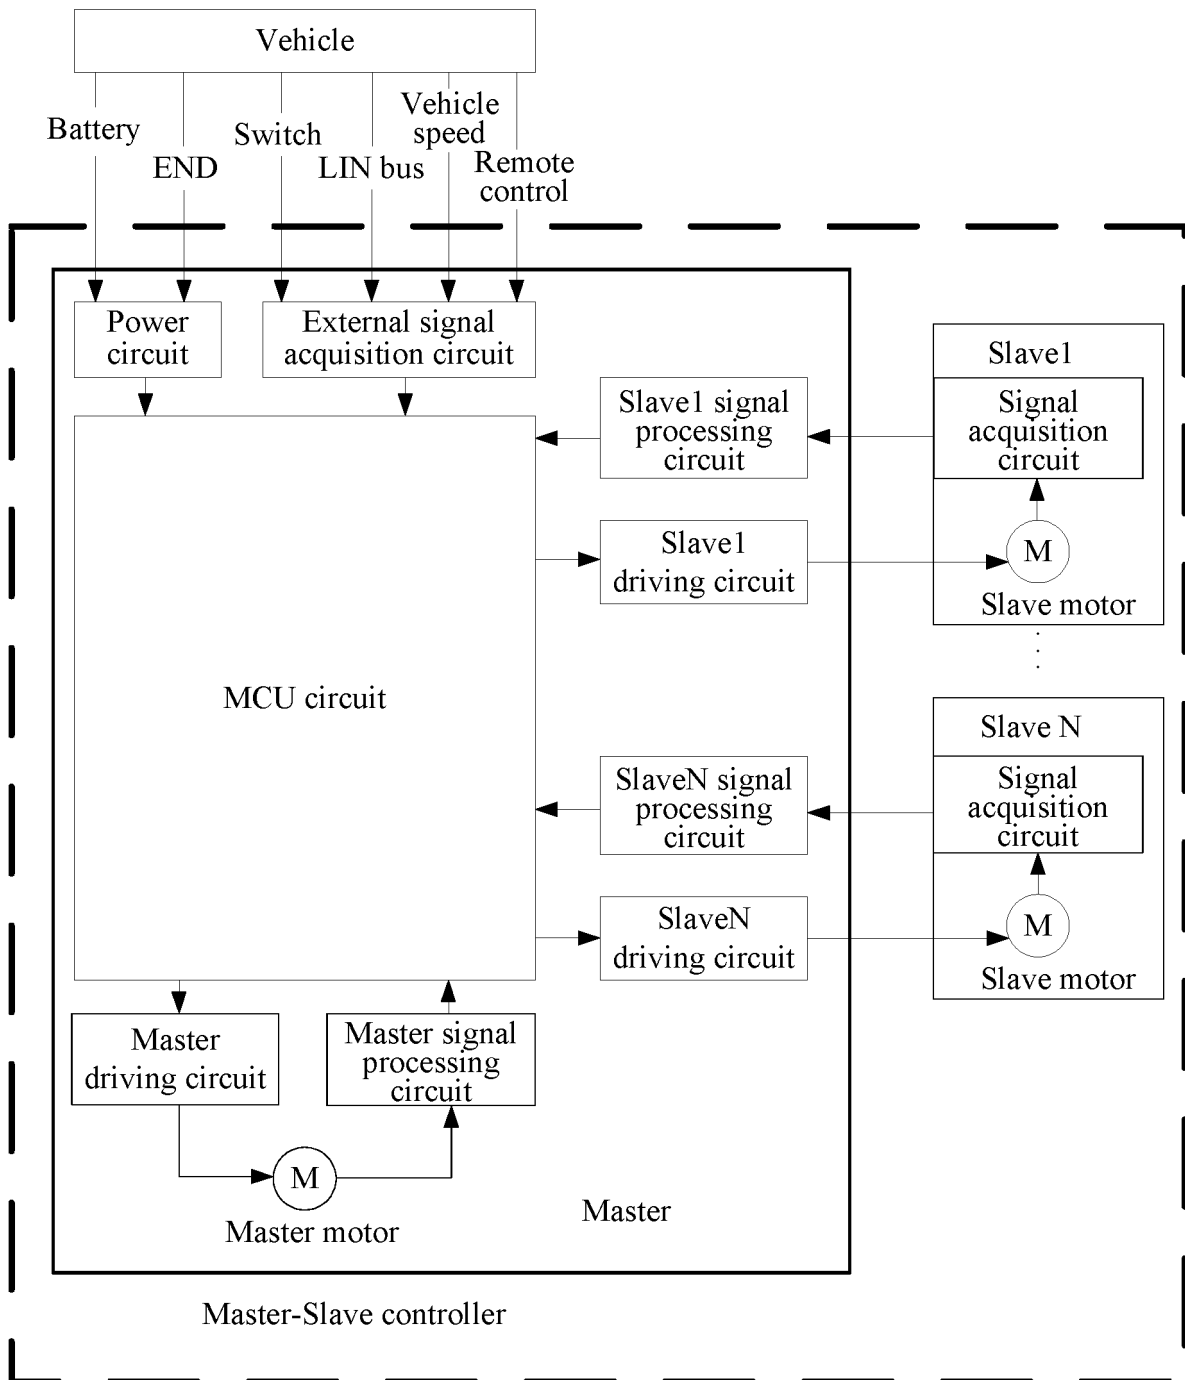 Vehicle
Battery
END
Switch
LIN bus
Vehicle
speed
Remote
control
Power
circuit
External signal
acquisition circuit
Slave1 signal
processing
circuit
Slave1
Signal
acquisition
circuit
Slave1
driving circuit
M
Slave motor
MCU circuit
SlaveN signal
processing
circuit
Slave N
Signal
acquisition
circuit
SlaveN
driving circuit
M
Slave motor
Master
driving circuit
Master signal
processing
circuit
M
Master motor
Master
Master-Slave controller